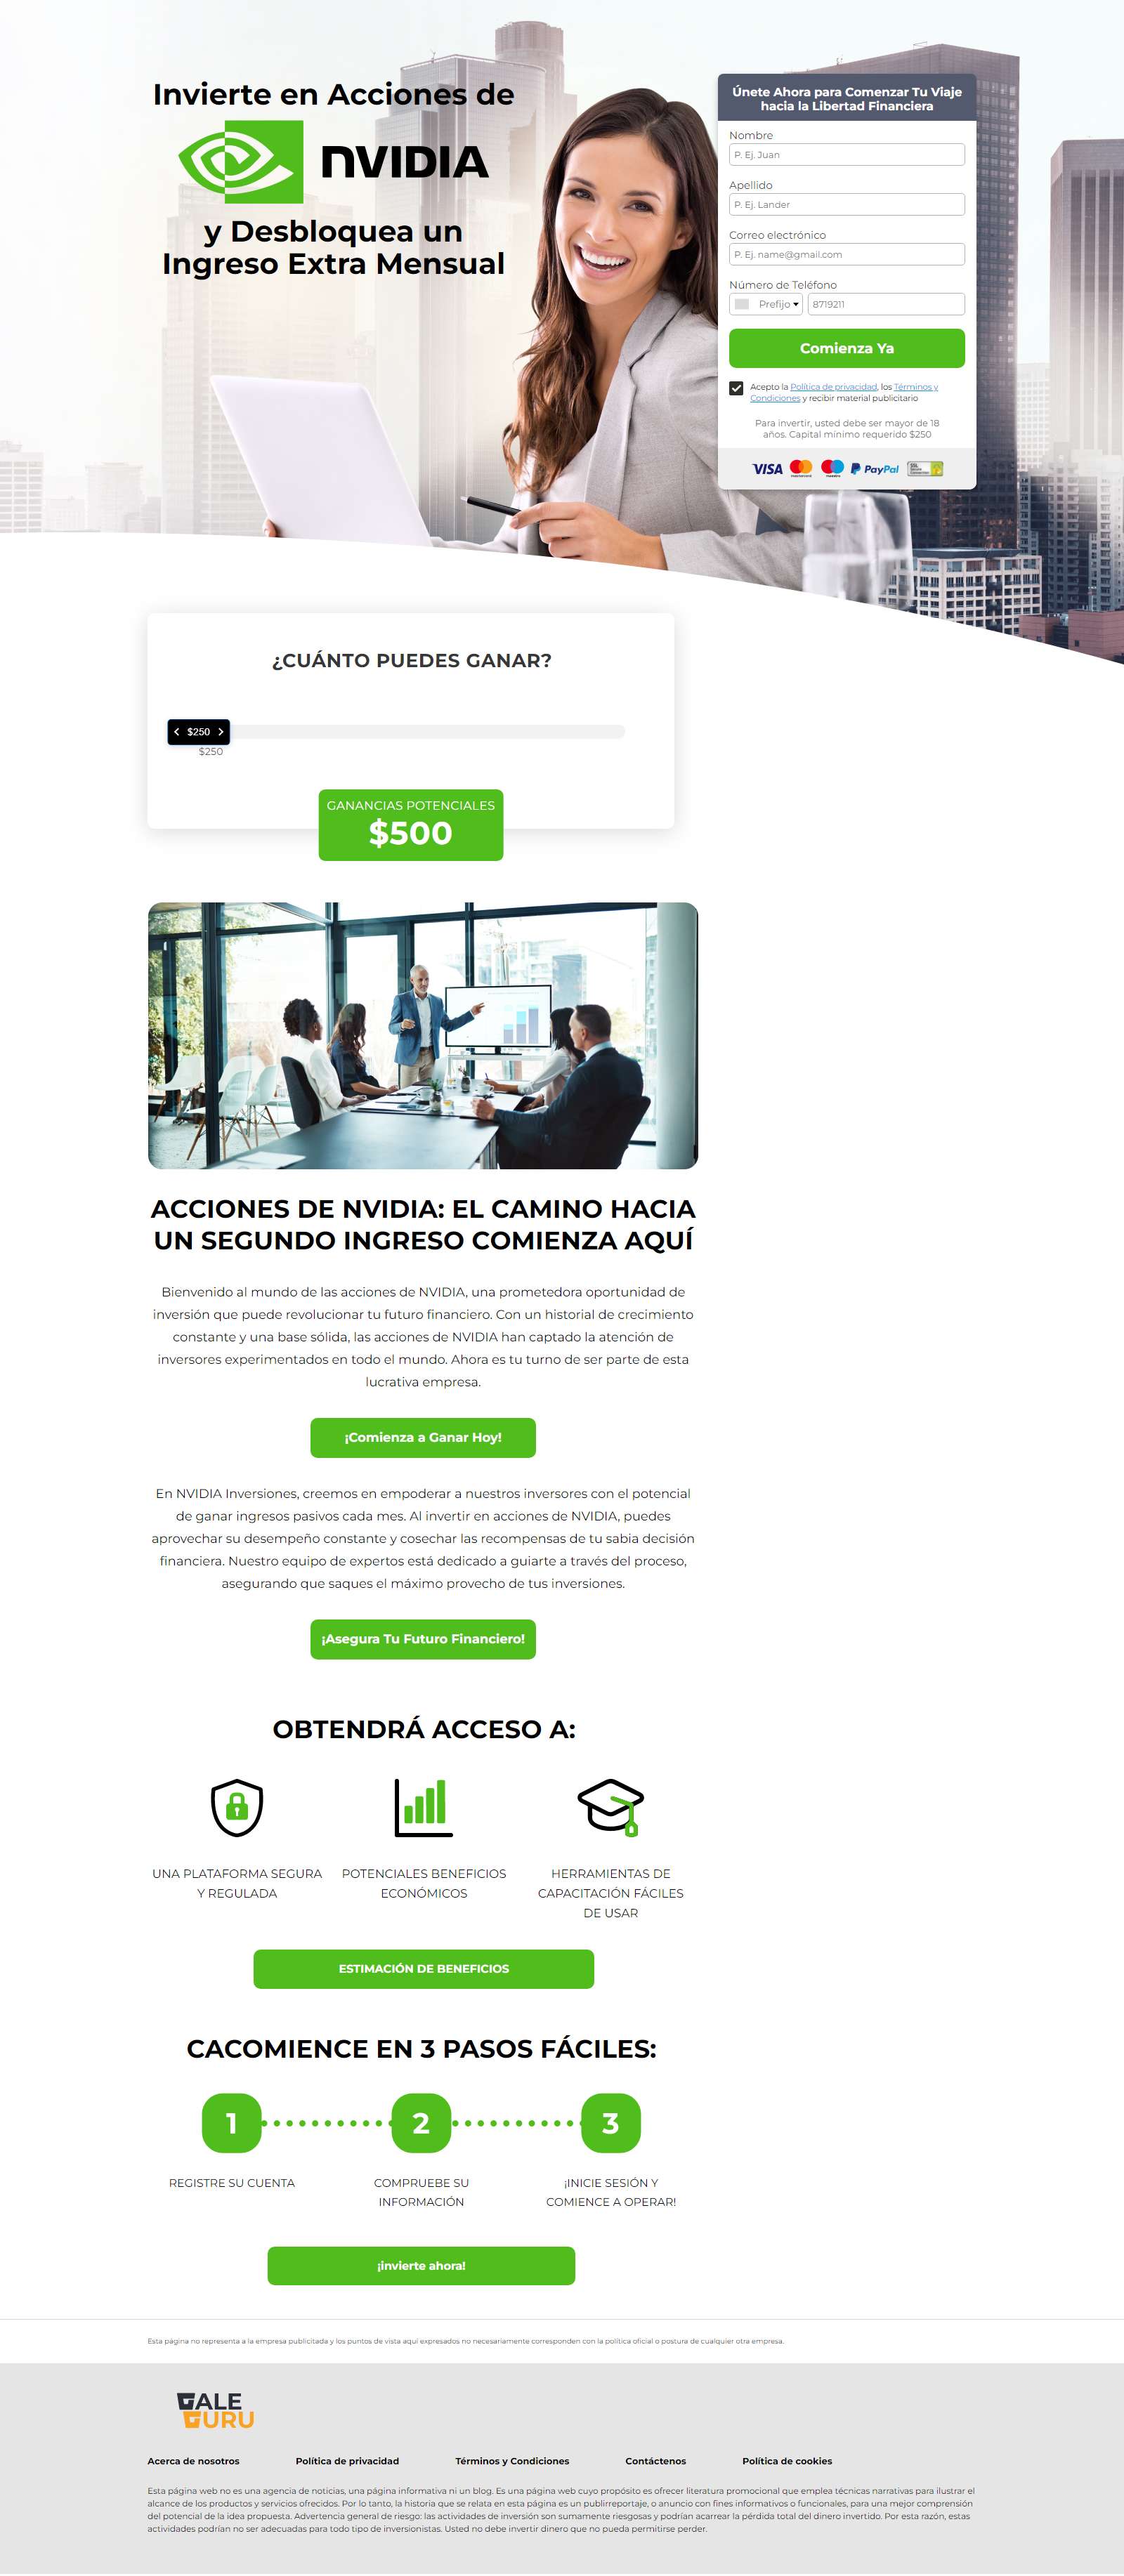 Invierte en Acciones de
NVIDIA
y Desbloquea un
Ingreso Extra Mensual
Únete Ahora para Comenzar Tu Viaje
hacia la Libertad Financiera
Nombre
P. Ej. Juan
Apellido
P. Ej. Lander
Correo electrónico
P. Ej. name@gmail.com
Número de Teléfono
Prefijo
8719211
Comienza Ya
Acepto la Política de privacidad, los Términos y
Condiciones y recibir material publicitario
Para invertir, usted debe ser mayor de 18
años. Capital mínimo requerido $250
VISA
PayPal
¿CUÁNTO PUEDES GANAR?
$250
$250
GANANCIAS POTENCIALES
$500
ACCIONES DE NVIDIA: EL CAMINO HACIA
UN SEGUNDO INGRESO COMIENZA AQUÍ
Bienvenido al mundo de las acciones de NVIDIA, una prometedora oportunidad de
inversión que puede revolucionar tu futuro financiero. Con un historial de crecimiento
constante y una base sólida, las acciones de NVIDIA han captado la atención de
inversores experimentados en todo el mundo. Ahora es tu turno de ser parte de esta
lucrativa empresa.
¡Comienza a Ganar Hoy!
En NVIDIA Inversiones, creemos en empoderar a nuestros inversores con el potencial
de ganar ingresos pasivos cada mes. Al invertir en acciones de NVIDIA, puedes
aprovechar su desempeño constante y cosechar las recompensas de tu sabia decisión
financiera. Nuestro equipo de expertos está dedicado a guiarte a través del proceso,
asegurando que saques el máximo provecho de tus inversiones.
¡Asegura Tu Futuro Financiero!
OBTENDRÁ ACCESO A:
UNA PLATAFORMA SEGURA
Y REGULADA
POTENCIALES BENEFICIOS
ECONÓMICOS
HERRAMIENTAS DE
CAPACITACIÓN FÁCILES
DE USAR
ESTIMACIÓN DE BENEFICIOS
CACOMIENCE EN 3 PASOS FÁCILES:
1
2
3
REGISTRE SU CUENTA
COMPRUEBE SU
INFORMACIÓN
¡INICIE SESIÓN Y
COMIENCE A OPERAR!
¡invierte ahora!
Esta página no representa a la empresa publicitada y los puntos de vista aquí expresados no necesariamente corresponden con la política oficial o postura de cualquier otra empresa.
GALE
GURU
Acerca de nosotros
Política de privacidad
Términos y Condiciones
Contáctenos
Política de cookies
Esta página web no es una agencia de noticias, una página informativa ni un blog. Es una página web cuyo propósito es ofrecer literatura promocional que emplea técnicas narrativas para ilustrar el
alcance de los productos y servicios ofrecidos. Por lo tanto, la historia que se relata en esta página es un publirreportaje, o anuncio con fines informativos o funcionales, para una mejor comprensión
del potencial de la idea propuesta. Advertencia general de riesgo: las actividades de inversión son sumamente riesgosas y podrían acarrear la pérdida total del dinero invertido. Por esta razón, estas
actividades podrían no ser adecuadas para todo tipo de inversionistas. Usted no debe invertir dinero que no pueda permitirse perder.